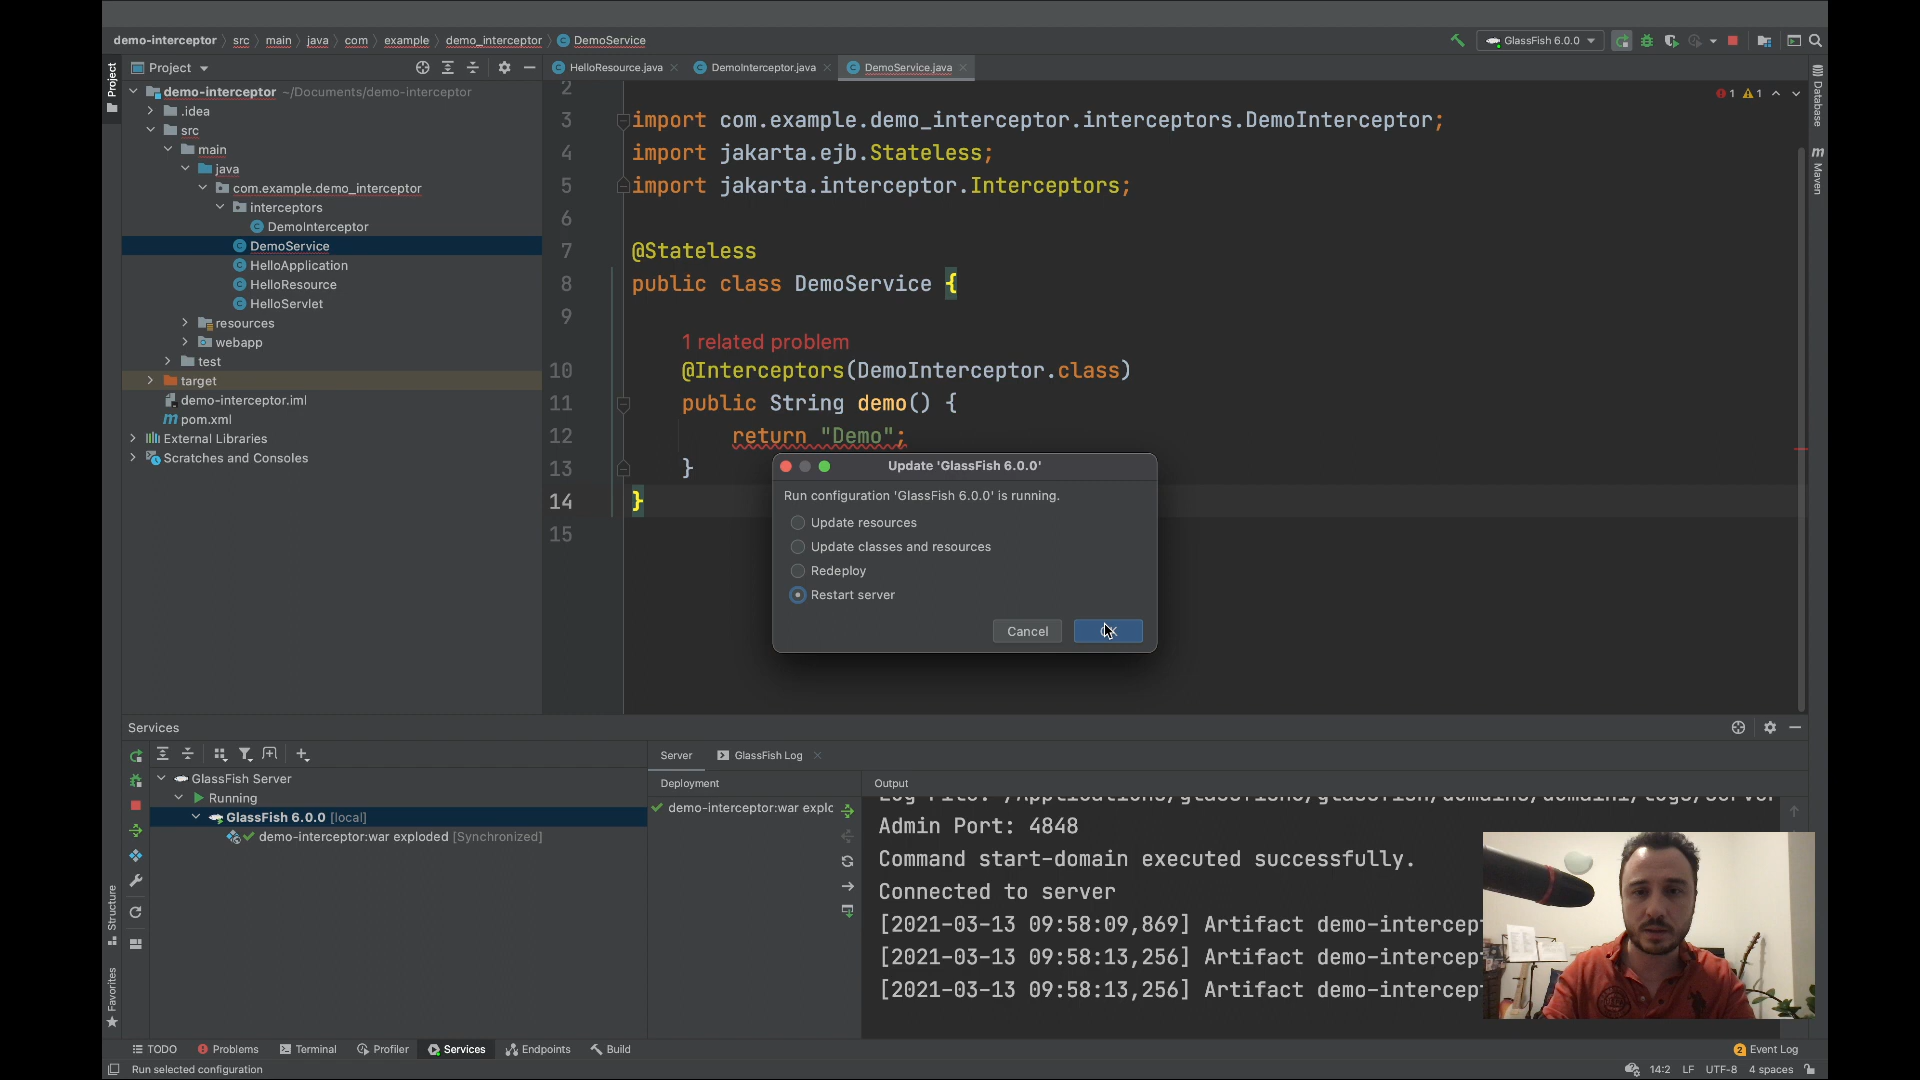 demo-interceptor src main java com example demo_interceptor DemoService
GlassFish 6.0.0
Project
Project
HelloResource.java
DemoInterceptor.java
DemoService.java
demo-interceptor ~/Documents/demo-interceptor
.idea
src
main
java
com.example.demo_interceptor
interceptors
DemoInterceptor
DemoService
HelloApplication
HelloResource
HelloServlet
resources
webapp
test
target
demo-interceptor.iml
pom.xml
External Libraries
Scratches and Consoles
1 1
2
3 import com.example.demo_interceptor.interceptors.DemoInterceptor;
4 import jakarta.ejb.Stateless;
5 import jakarta.interceptor.Interceptors;
6
7 @Stateless
8 public class DemoService {
9
1 related problem
10 @Interceptors(DemoInterceptor.class)
11 public String demo() {
12 return "Demo";
13 }
14 }
15
Database
Maven
Update 'GlassFish 6.0.0'
Run configuration 'GlassFish 6.0.0' is running.
Update resources
Update classes and resources
Redeploy
Restart server
Cancel
Services
GlassFish Server
Running
GlassFish 6.0.0 [local]
demo-interceptor:war exploded [Synchronized]
Server
GlassFish Log
Deployment
Output
demo-interceptor:war explo
Admin Port: 4848
Command start-domain executed successfully.
Connected to server
[2021-03-13 09:58:09,869] Artifact demo-intercep
[2021-03-13 09:58:13,256] Artifact demo-intercep
[2021-03-13 09:58:13,256] Artifact demo-intercep
Structure
Favorites
TODO Problems Terminal Profiler Services Endpoints Build
2 Event Log
Run selected configuration
14:2 LF UTF-8 4 spaces